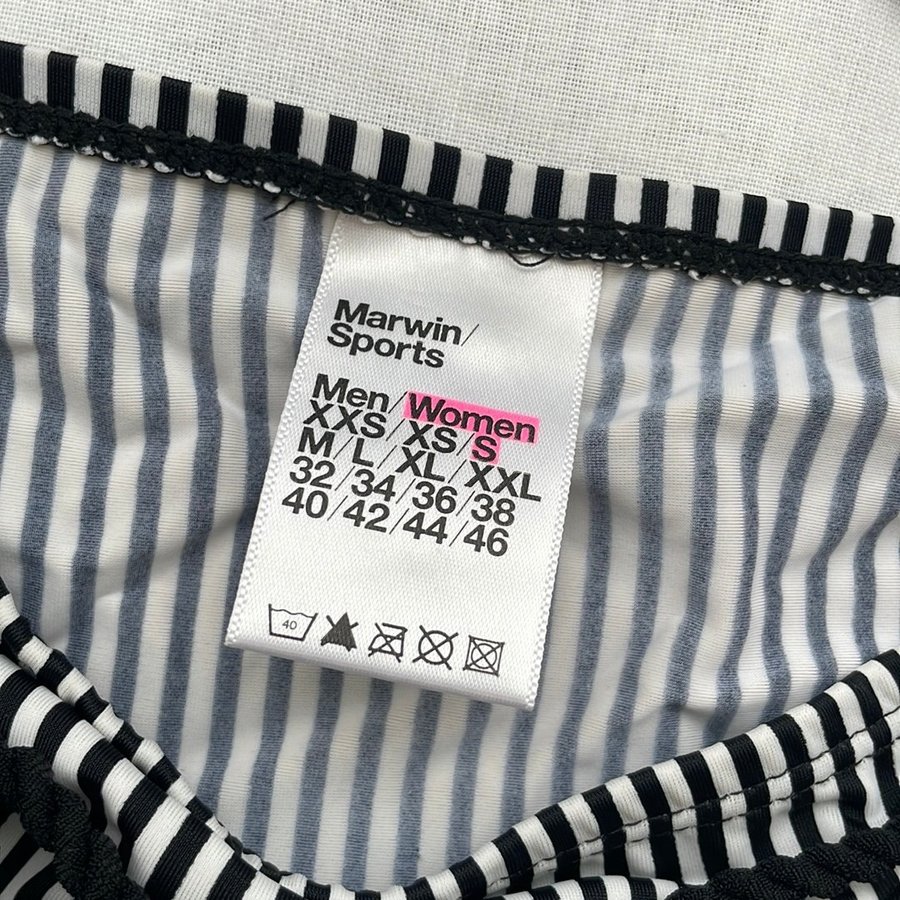 Marwin/
Sports
Men/Women
XXS/XS/S
M/L/XL/XXL
32/34/36/38
40/42/44/46
40